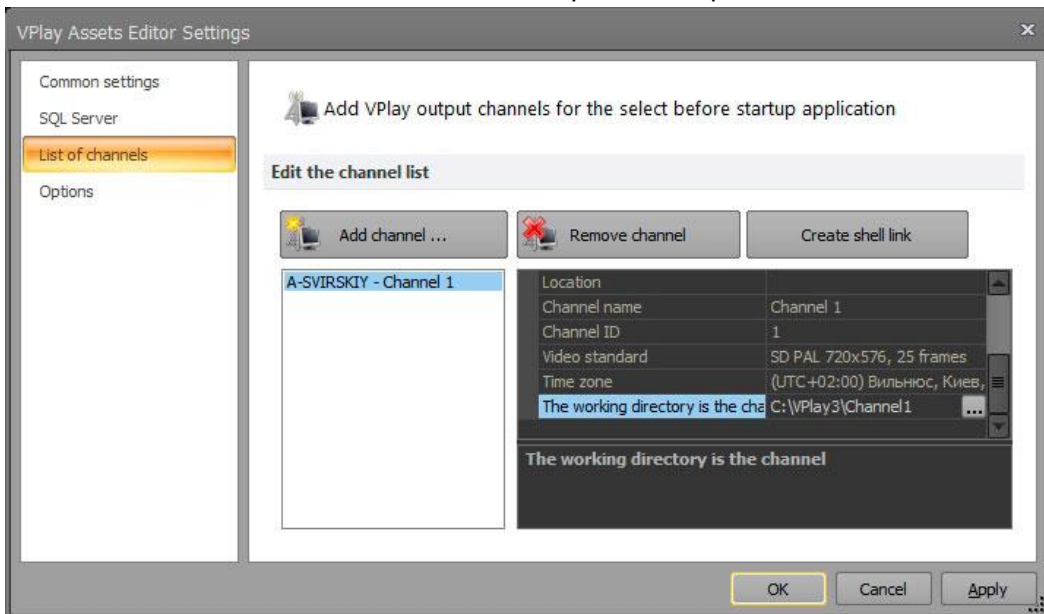 VPlay Assets Editor Settings
Common settings
SQL Server
List of channels
Options
Add VPlay output channels for the select before startup application
Edit the channel list
Add channel ...
Remove channel
Create shell link
A-SVIRSKIY - Channel 1
Location
Channel name Channel 1
Channel ID 1
Video standard SD PAL 720x576, 25 frames
Time zone (UTC+02:00) Вильнюс, Киев,
The working directory is the cha C:\VPlay3\Channel1 ...
The working directory is the channel
OK Cancel Apply